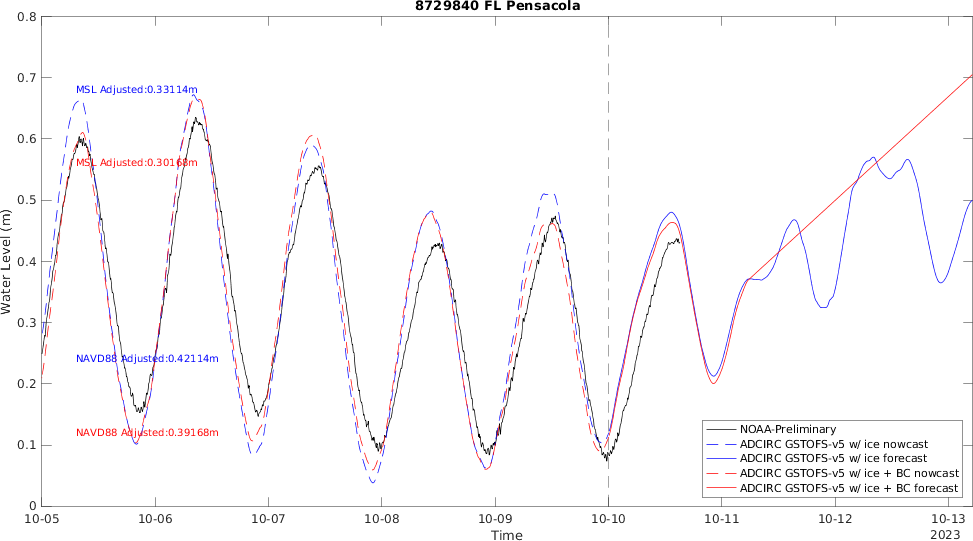 8729840 FL Pensacola
0.8
0.7
0.6
0.5
0.4
0.3
0.2
0.1
0
Water Level (m)
MSL Adjusted:0.33114m
MSL Adjusted:0.30168m
NAVD88 Adjusted:0.42114m
NAVD88 Adjusted:0.39168m
NOAA-Preliminary
ADCIRC GSTOFS-v5 w/ ice nowcast
ADCIRC GSTOFS-v5 w/ ice forecast
ADCIRC GSTOFS-v5 w/ ice + BC nowcast
ADCIRC GSTOFS-v5 w/ ice + BC forecast
10-05 10-06 10-07 10-08 10-09 10-10 10-11 10-12 10-13
2023
Time